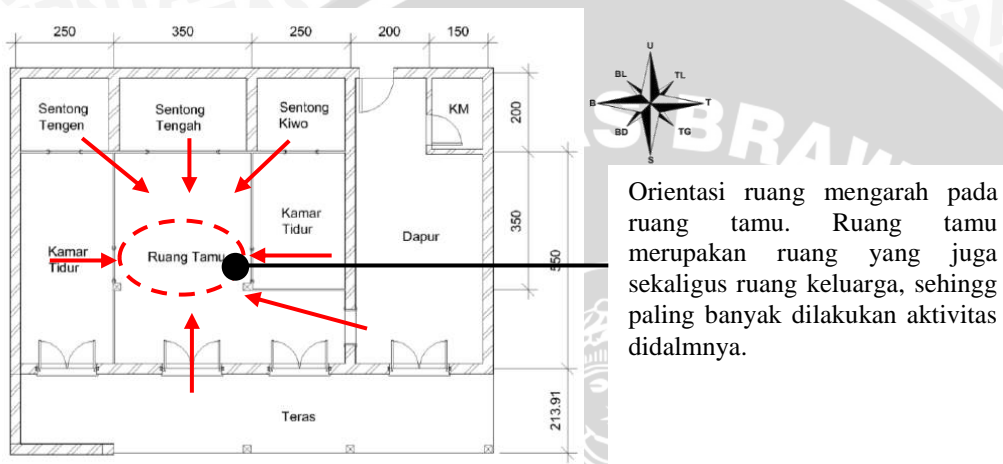 250 350 250 200 150
U
BL TL
B T
BD TG
S
Sentong
Tengen
Sentong
Tengah
Sentong
Kiwo
KM
200
S BRAW
Orientasi ruang mengarah pada
ruang tamu. Ruang tamu
merupakan ruang yang juga
sekaligus ruang keluarga, sehingg
paling banyak dilakukan aktivitas
didalmnya.
Kamar
Tidur
Ruang Tamu
Kamar
Tidur
Dapur
350
550
Teras
213.91